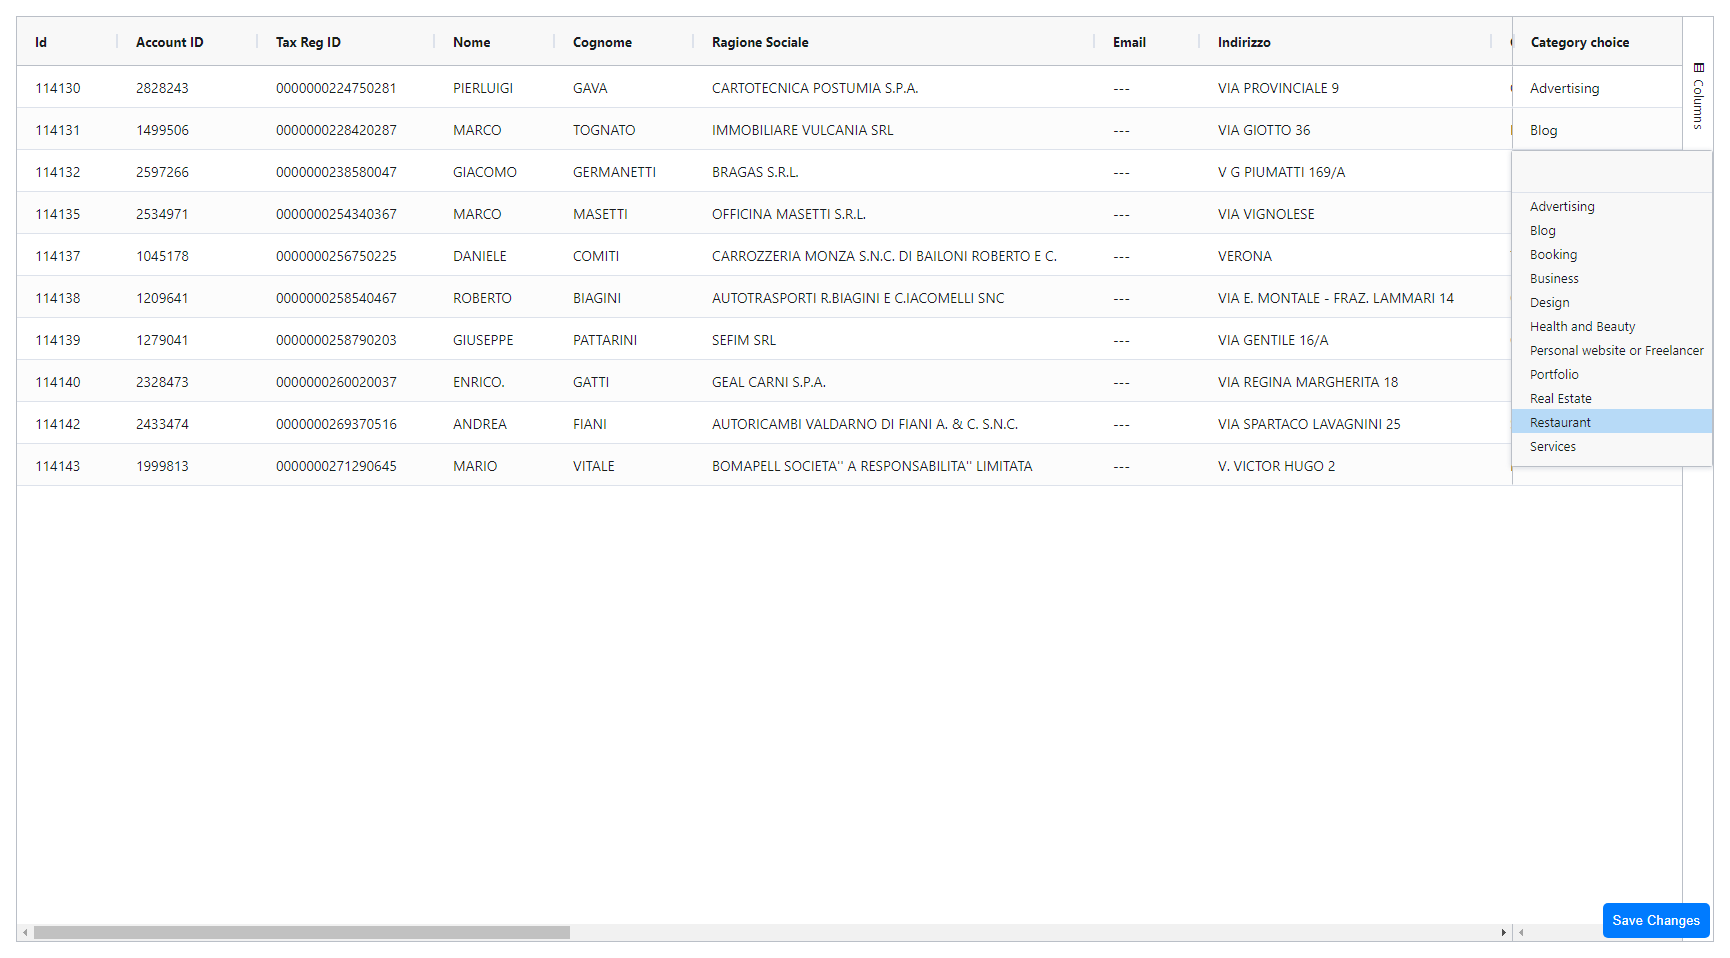 Id Account ID Tax Reg ID Nome Cognome Ragione Sociale Email Indirizzo Category choice
114130 2828243 0000000224750281 PIERLUIGI GAVA CARTOTECNICA POSTUMIA S.P.A. --- VIA PROVINCIALE 9 Advertising
114131 1499506 0000000228420287 MARCO TOGNATO IMMOBILIARE VULCANIA SRL --- VIA GIOTTO 36 Blog
114132 2597266 0000000238580047 GIACOMO GERMANETTI BRAGAS S.R.L. --- V G PIUMATTI 169/A
114135 2534971 0000000254340367 MARCO MASETTI OFFICINA MASETTI S.R.L. --- VIA VIGNOLESE
114137 1045178 0000000256750225 DANIELE COMITI CARROZZERIA MONZA S.N.C. DI BAILONI ROBERTO E C. --- VERONA
114138 1209641 0000000258540467 ROBERTO BIAGINI AUTOTRASPORTI R.BIAGINI E C.IACOMELLI SNC --- VIA E. MONTALE - FRAZ. LAMMARI 14
114139 1279041 0000000258790203 GIUSEPPE PATTARINI SEFIM SRL --- VIA GENTILE 16/A
114140 2328473 0000000260020037 ENRICO. GATTI GEAL CARNI S.P.A. --- VIA REGINA MARGHERITA 18
114142 2433474 0000000269370516 ANDREA FIANI AUTORICAMBI VALDARNO DI FIANI A. & C. S.N.C. --- VIA SPARTACO LAVAGNINI 25
114143 1999813 0000000271290645 MARIO VITALE BOMAPELL SOCIETA'' A RESPONSABILITA'' LIMITATA --- V. VICTOR HUGO 2
Advertising
Blog
Booking
Business
Design
Health and Beauty
Personal website or Freelancer
Portfolio
Real Estate
Restaurant
Services
Columns
Save Changes